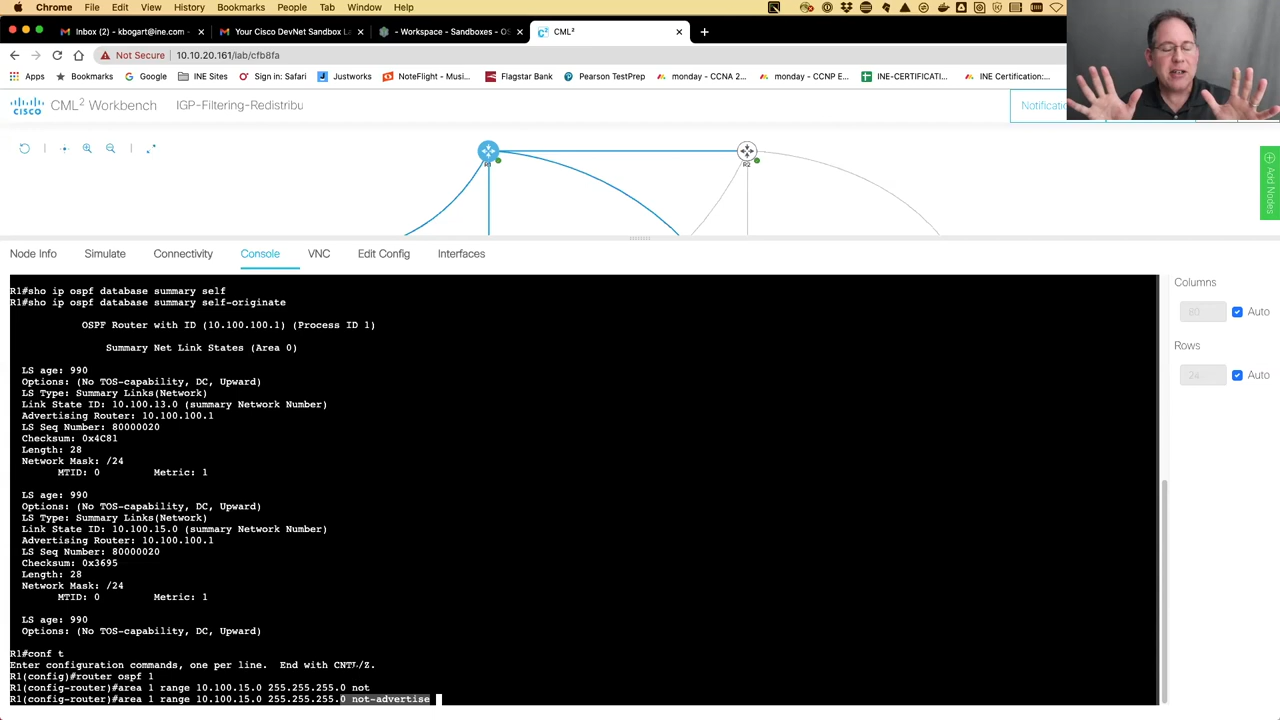 Safari File Edit View History Bookmarks People Tab Window Help
Inbox (2) - kbogart@ine.com - Your Cisco DevNet Sandbox La - Workspace - Sandboxes - OS CML²
Not Secure 10.10.20.161/lab/cfb8fa
Apps Bookmarks Google INE Sites Sign in: Safari Justworks NoteFlight - Musi... Flagstar Bank Pearson TestPrep monday - CCNA 2... monday - CCNP E... INE-CERTIFICATI... INE Certification:...
CISCO CML² Workbench IGP-Filtering-Redistribu Notificatio
R1 R2
Add Nodes
Node Info Simulate Connectivity Console VNC Edit Config Interfaces
R1#sho ip ospf database summary self
R1#sho ip ospf database summary self-originate
OSPF Router with ID (10.100.100.1) (Process ID 1)
Summary Net Link States (Area 0)
LS age: 990
Options: (No TOS-capability, DC, Upward)
LS Type: Summary Links(Network)
Link State ID: 10.100.13.0 (summary Network Number)
Advertising Router: 10.100.100.1
LS Seq Number: 80000020
Checksum: 0x4C81
Length: 28
Network Mask: /24
MTID: 0 Metric: 1
LS age: 990
Options: (No TOS-capability, DC, Upward)
LS Type: Summary Links(Network)
Link State ID: 10.100.15.0 (summary Network Number)
Advertising Router: 10.100.100.1
LS Seq Number: 80000020
Checksum: 0x3695
Length: 28
Network Mask: /24
MTID: 0 Metric: 1
LS age: 990
Options: (No TOS-capability, DC, Upward)
R1#conf t
Enter configuration commands, one per line. End with CNTL/Z.
R1(config)#router ospf 1
R1(config-router)#area 1 range 10.100.15.0 255.255.255.0 not
R1(config-router)#area 1 range 10.100.15.0 255.255.255.0 not-advertise
Columns
80 Auto
Rows
24 Auto